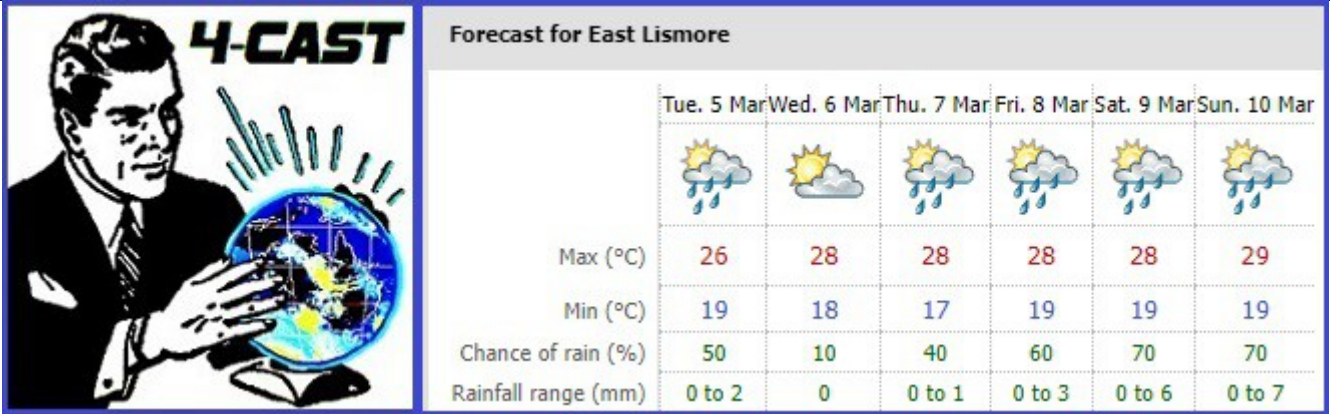 4-CAST
Forecast for East Lismore
Tue. 5 Mar Wed. 6 Mar Thu. 7 Mar Fri. 8 Mar Sat. 9 Mar Sun. 10 Mar
Max (°C) 26 28 28 28 28 29
Min (°C) 19 18 17 19 19 19
Chance of rain (%) 50 10 40 60 70 70
Rainfall range (mm) 0 to 2 0 0 to 1 0 to 3 0 to 6 0 to 7